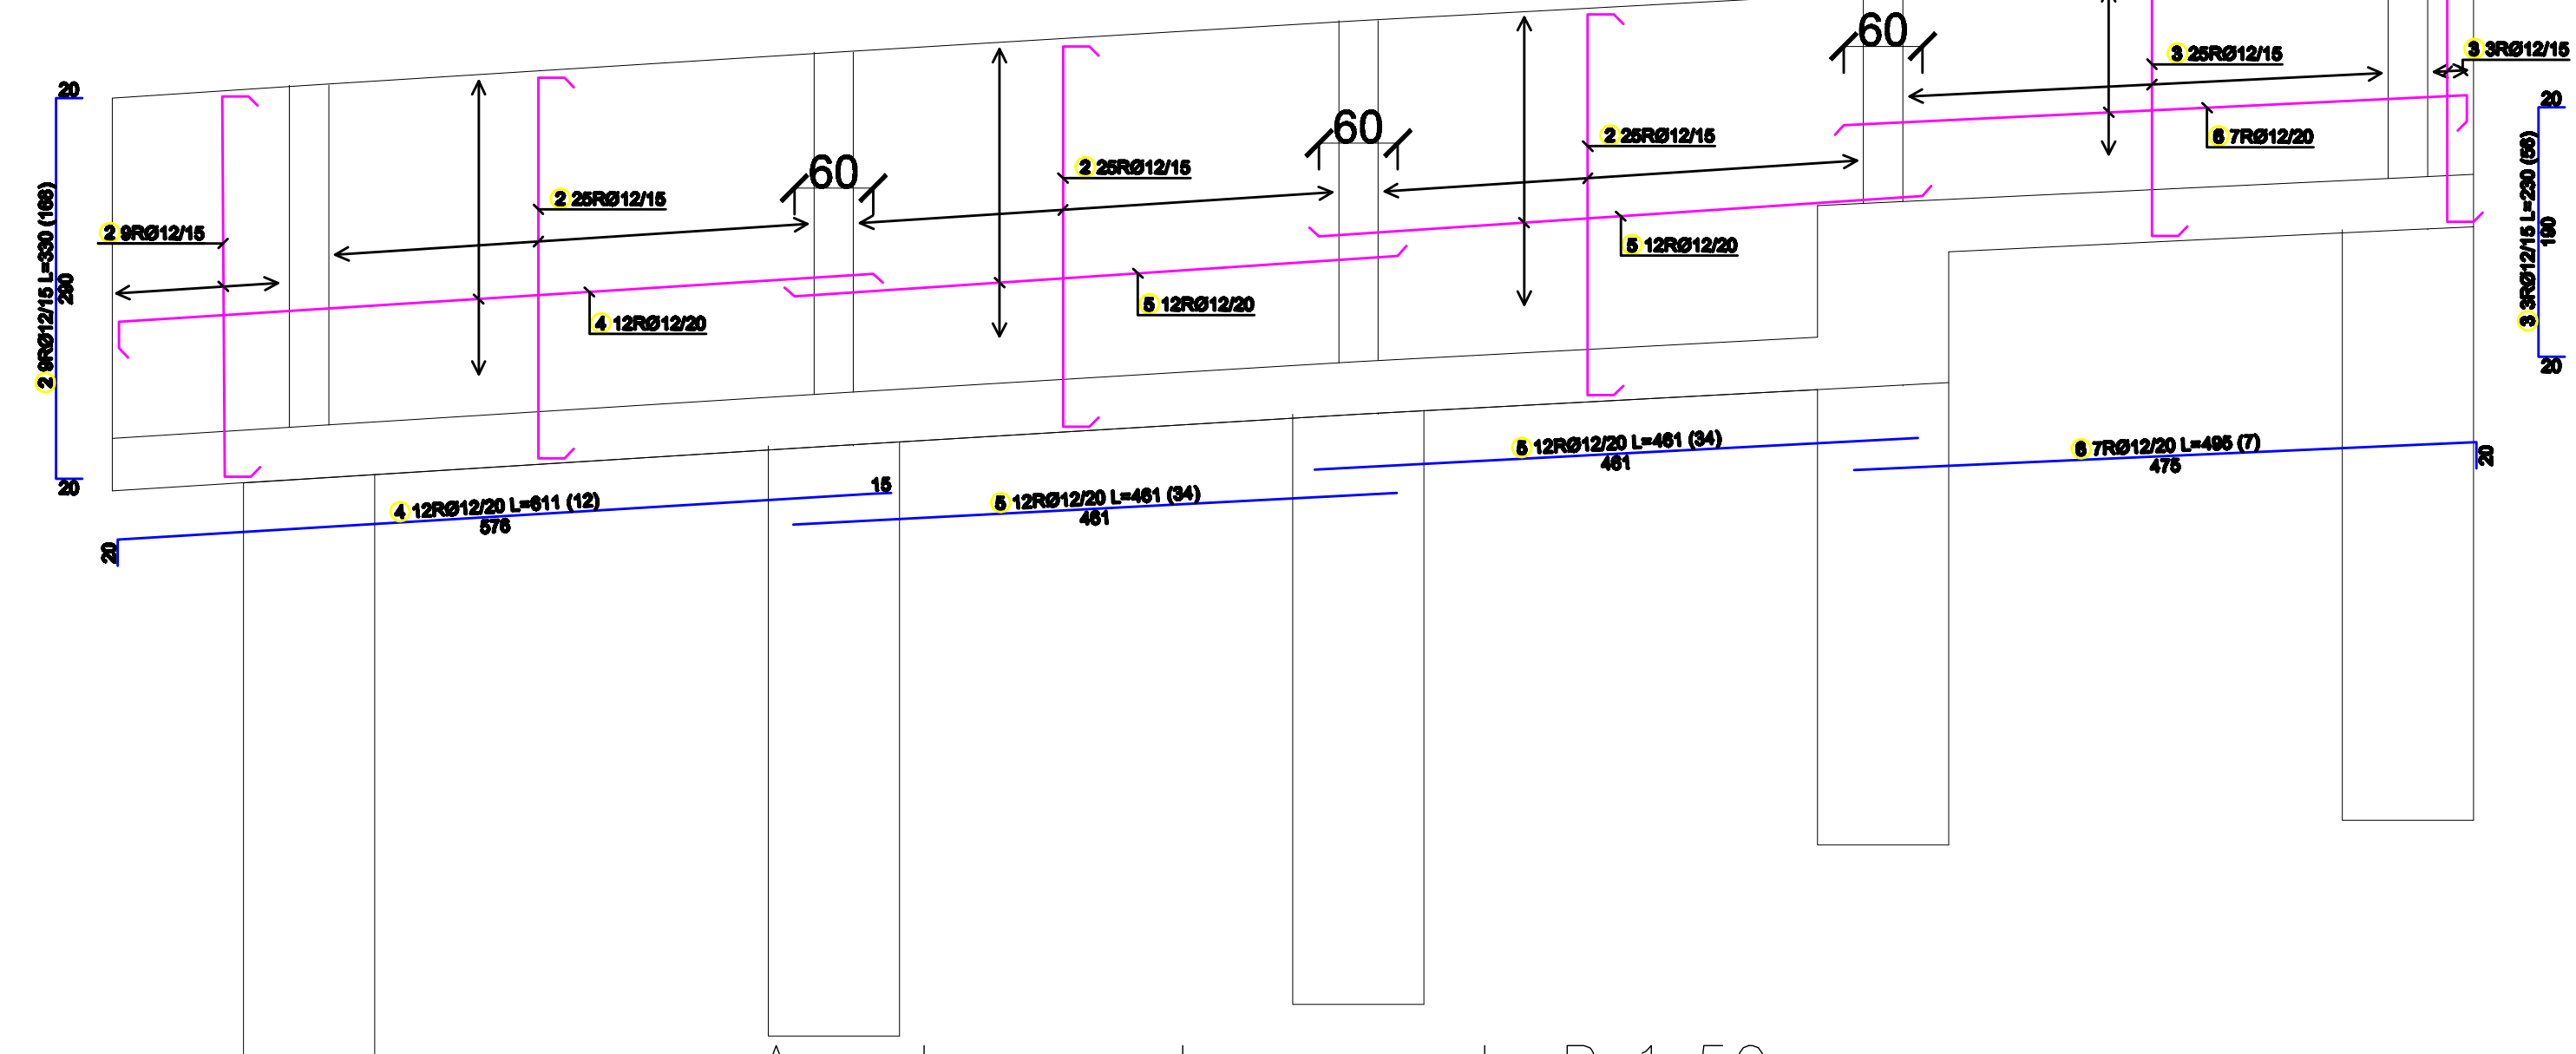 60
3 25RØ12/15
3 3RØ12/15
20
60
2 25RØ12/15
6 7RØ12/20
20
3 3RØ12/15 L=230 (56)
190
20
60
2 25RØ12/15
2 25RØ12/15
2 9RØ12/15
2 9RØ12/15 L=330 (168)
290
20
5 12RØ12/20
5 12RØ12/20
4 12RØ12/20
5 12RØ12/20 L=461 (34)
461
6 7RØ12/20 L=495 (7)
475
20
15
4 12RØ12/20 L=611 (12)
576
20
5 12RØ12/20 L=461 (34)
461